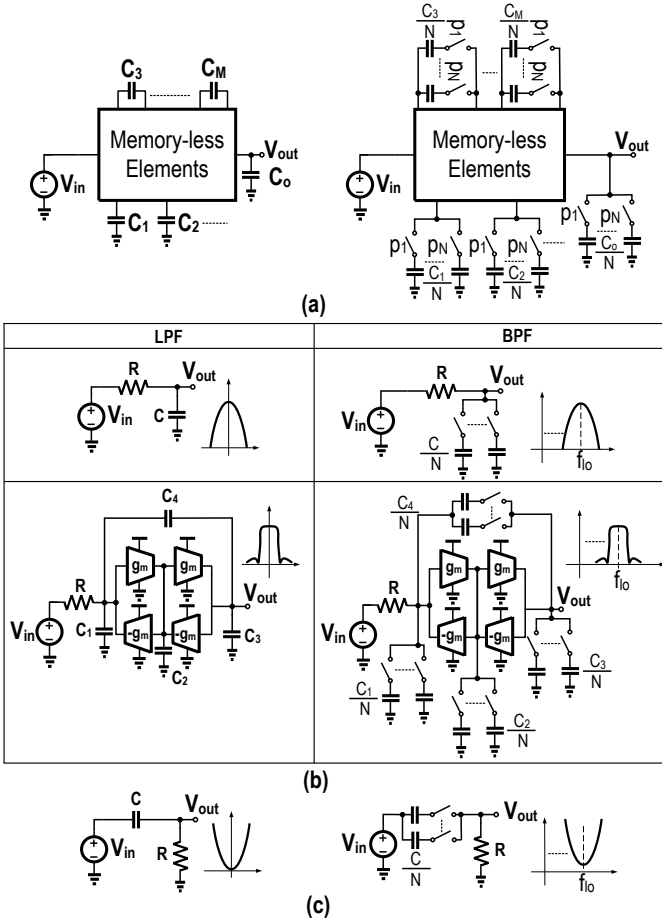 C3 CM
Memory-less
Elements
Vin
Vout
Co
C1 C2
C3
N
p1
pN
CM
N
p1
pN
Memory-less
Elements
Vin
Vout
p1 pN
C1
N
p1 pN
C2
N
p1 pN
Co
N
(a)
LPF
BPF
R
Vout
Vin
C
R
Vout
Vin
C
N
flo
C4
gm gm
R
Vout
Vin
C1
-gm -gm
C3
C2
C4
N
gm gm
R
Vout
Vin
-gm -gm
C1
N
C2
N
C3
N
flo
(b)
C
Vout
Vin
R
Vout
Vin
C
N
R
flo
(c)